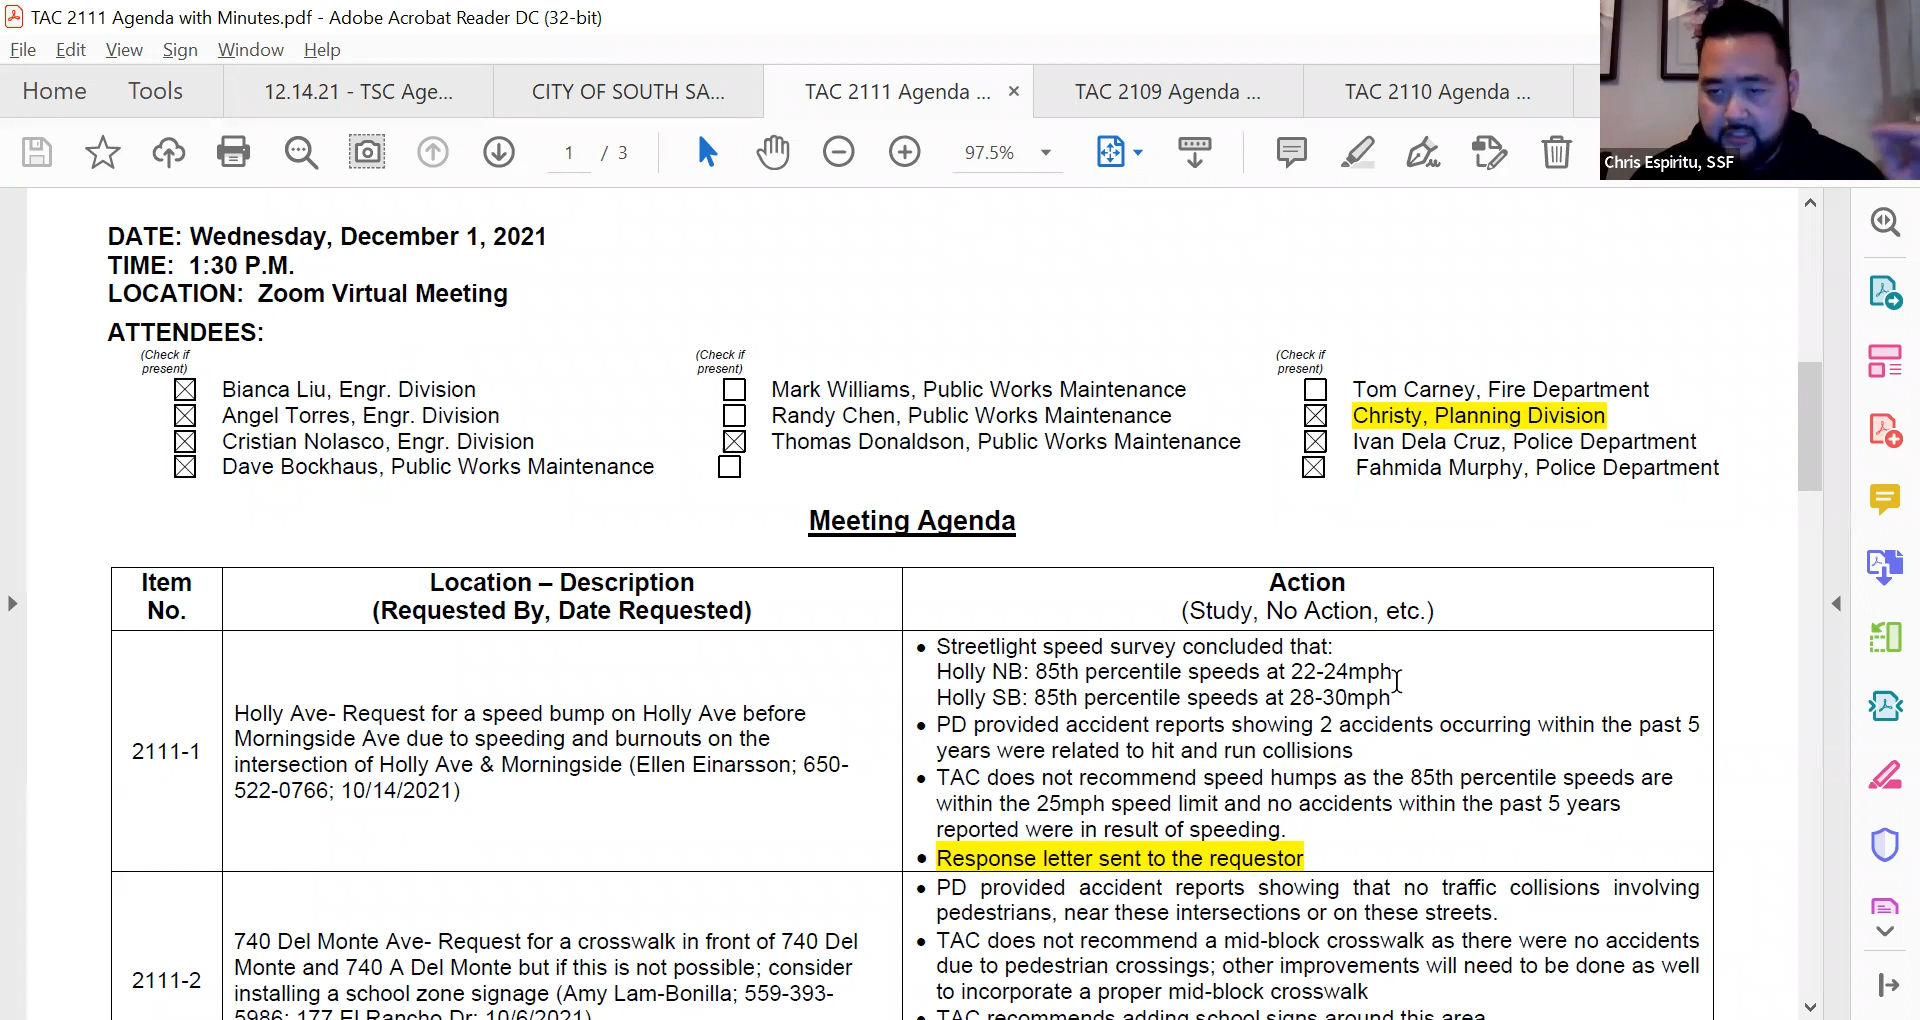 TAC 2111 Agenda with Minutes.pdf - Adobe Acrobat Reader DC (32-bit)
File Edit View Sign Window Help
Home Tools 12.14.21 - TSC Age... CITY OF SOUTH SA... TAC 2111 Agenda ... × TAC 2109 Agenda ... TAC 2110 Agenda ...
1 / 3 97.5%
Chris Espiritu, SSF
DATE: Wednesday, December 1, 2021
TIME: 1:30 P.M.
LOCATION: Zoom Virtual Meeting
ATTENDEES:
(Check if present)
Bianca Liu, Engr. Division
Angel Torres, Engr. Division
Cristian Nolasco, Engr. Division
Dave Bockhaus, Public Works Maintenance
(Check if present)
Mark Williams, Public Works Maintenance
Randy Chen, Public Works Maintenance
Thomas Donaldson, Public Works Maintenance
(Check if present)
Tom Carney, Fire Department
Christy, Planning Division
Ivan Dela Cruz, Police Department
Fahmida Murphy, Police Department
Meeting Agenda
Item No.
Location – Description
(Requested By, Date Requested)
Action
(Study, No Action, etc.)
2111-1
Holly Ave- Request for a speed bump on Holly Ave before
Morningside Ave due to speeding and burnouts on the
intersection of Holly Ave & Morningside (Ellen Einarsson; 650-
522-0766; 10/14/2021)
• Streetlight speed survey concluded that:
Holly NB: 85th percentile speeds at 22-24mph
Holly SB: 85th percentile speeds at 28-30mph
• PD provided accident reports showing 2 accidents occurring within the past 5
years were related to hit and run collisions
• TAC does not recommend speed humps as the 85th percentile speeds are
within the 25mph speed limit and no accidents within the past 5 years
reported were in result of speeding.
• Response letter sent to the requestor
2111-2
740 Del Monte Ave- Request for a crosswalk in front of 740 Del
Monte and 740 A Del Monte but if this is not possible; consider
installing a school zone signage (Amy Lam-Bonilla; 559-393-
5986; 177 El Rancho Dr; 10/6/2021)
• PD provided accident reports showing that no traffic collisions involving
pedestrians, near these intersections or on these streets.
• TAC does not recommend a mid-block crosswalk as there were no accidents
due to pedestrian crossings; other improvements will need to be done as well
to incorporate a proper mid-block crosswalk
• TAC recommends adding school signs around this area